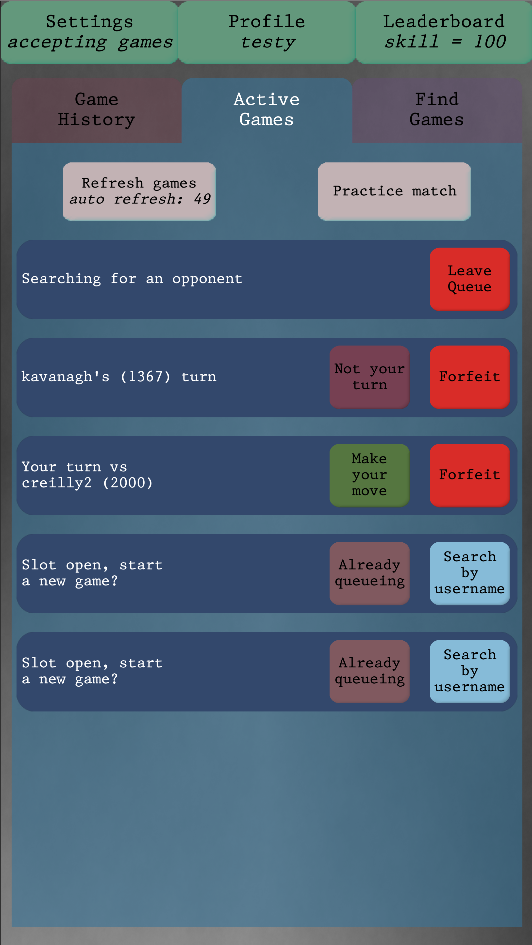 Settings
accepting games
Profile
testy
Leaderboard
skill = 100
Game
History
Active
Games
Find
Games
Refresh games
auto refresh: 49
Practice match
Searching for an opponent
Leave
Queue
kavanagh's (1367) turn
Not your
turn
Forfeit
Your turn vs
creilly2 (2000)
Make
your
move
Forfeit
Slot open, start
a new game?
Already
queueing
Search
by
username
Slot open, start
a new game?
Already
queueing
Search
by
username